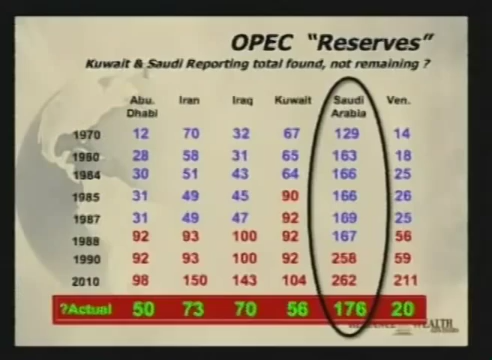 OPEC "Reserves"
Kuwait & Saudi Reporting total found, not remaining ?
Abu. Dhabi Iran Iraq Kuwait Saudi Arabia Ven.
1970 12 70 32 67 129 14
1980 28 58 31 65 163 18
1984 30 51 43 64 166 25
1985 31 49 45 90 166 26
1987 31 49 47 92 169 25
1988 92 93 100 92 167 56
1990 92 93 100 92 258 59
2010 98 150 143 104 262 211
?Actual 50 73 70 56 176 20
WEALTH